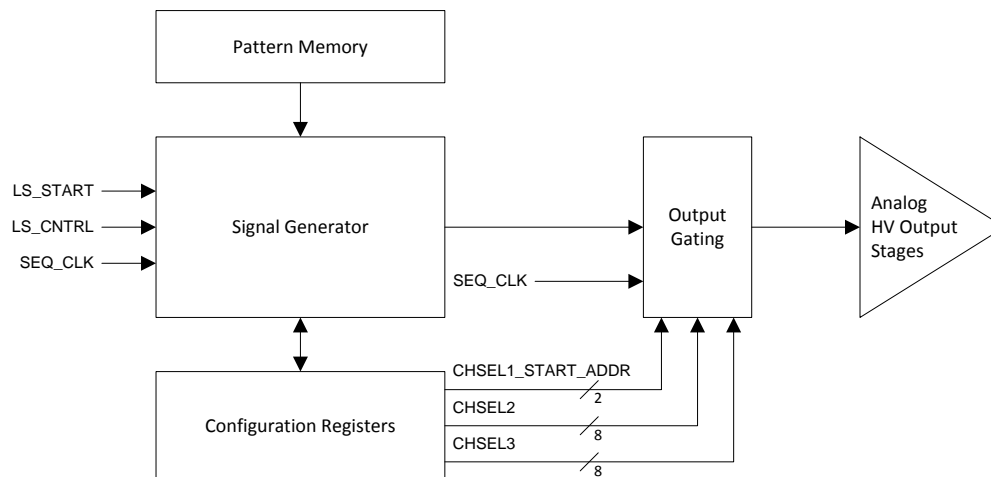 Pattern Memory
LS_START
LS_CNTRL
SEQ_CLK
Signal Generator
SEQ_CLK
Output
Gating
Analog
HV Output
Stages
Configuration Registers
CHSEL1_START_ADDR
2
CHSEL2
8
CHSEL3
8